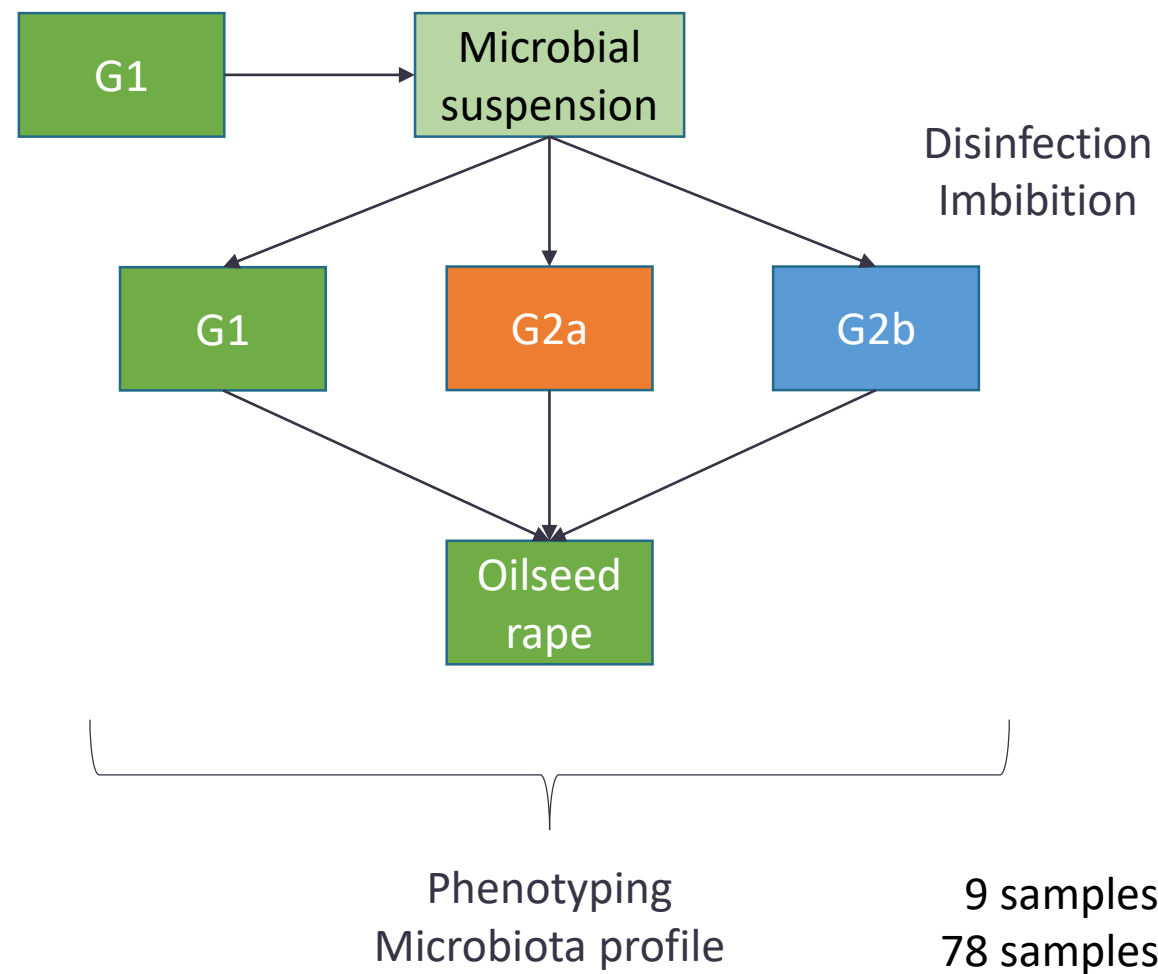 G1
Microbial
suspension
Disinfection
Imbibition
G1
G2a
G2b
Oilseed
rape
Phenotyping
9 samples
Microbiota profile
78 samples